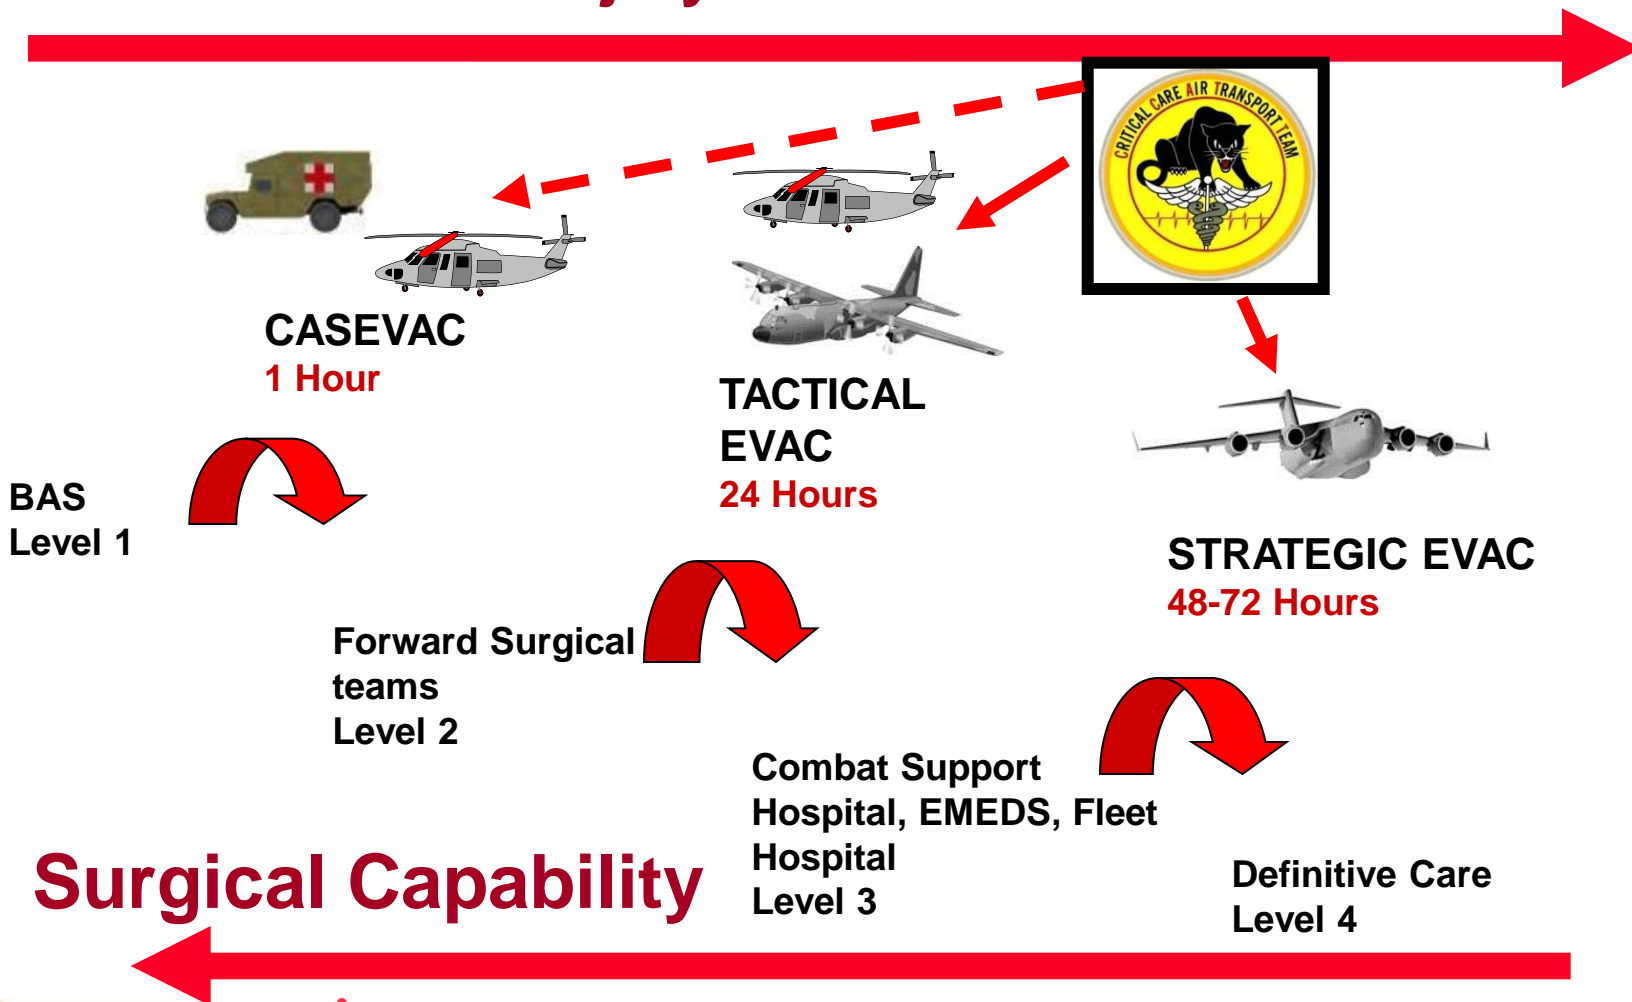 CRITICAL CARE AIR TRANSPORT TEAM
CASEVAC
1 Hour
TACTICAL
EVAC
24 Hours
BAS
Level 1
STRATEGIC EVAC
48-72 Hours
Forward Surgical
teams
Level 2
Combat Support
Hospital, EMEDS, Fleet
Hospital
Level 3
Surgical Capability
Definitive Care
Level 4